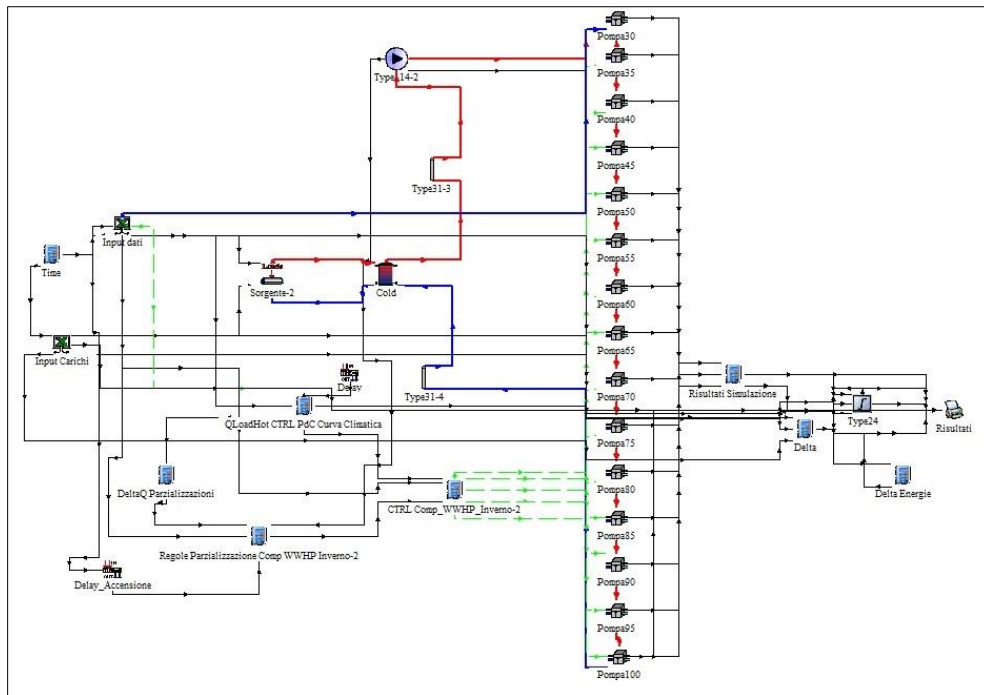 Pompa30
Type114-2
Pompa35
Pompa40
Pompa45
Type31-3
Pompa50
Input dati
Pompa55
Time
Sorgente-2
Cold
Pompa60
Input Carichi
Pompa65
Delay
Type31-4
Pompa70
Risultati Simulazione
QLoadHot CTRL PdC Curva Climatica
Type24
Risultati
Pompa75
Delta
DeltaQ Parzializzazioni
Pompa80
Delta Energie
CTRL Comp_WWHP_Inverno-2
Pompa85
Regole Parzializzazione Comp WWHP Inverno-2
Pompa90
Delay_Accensione
Pompa95
Pompa100